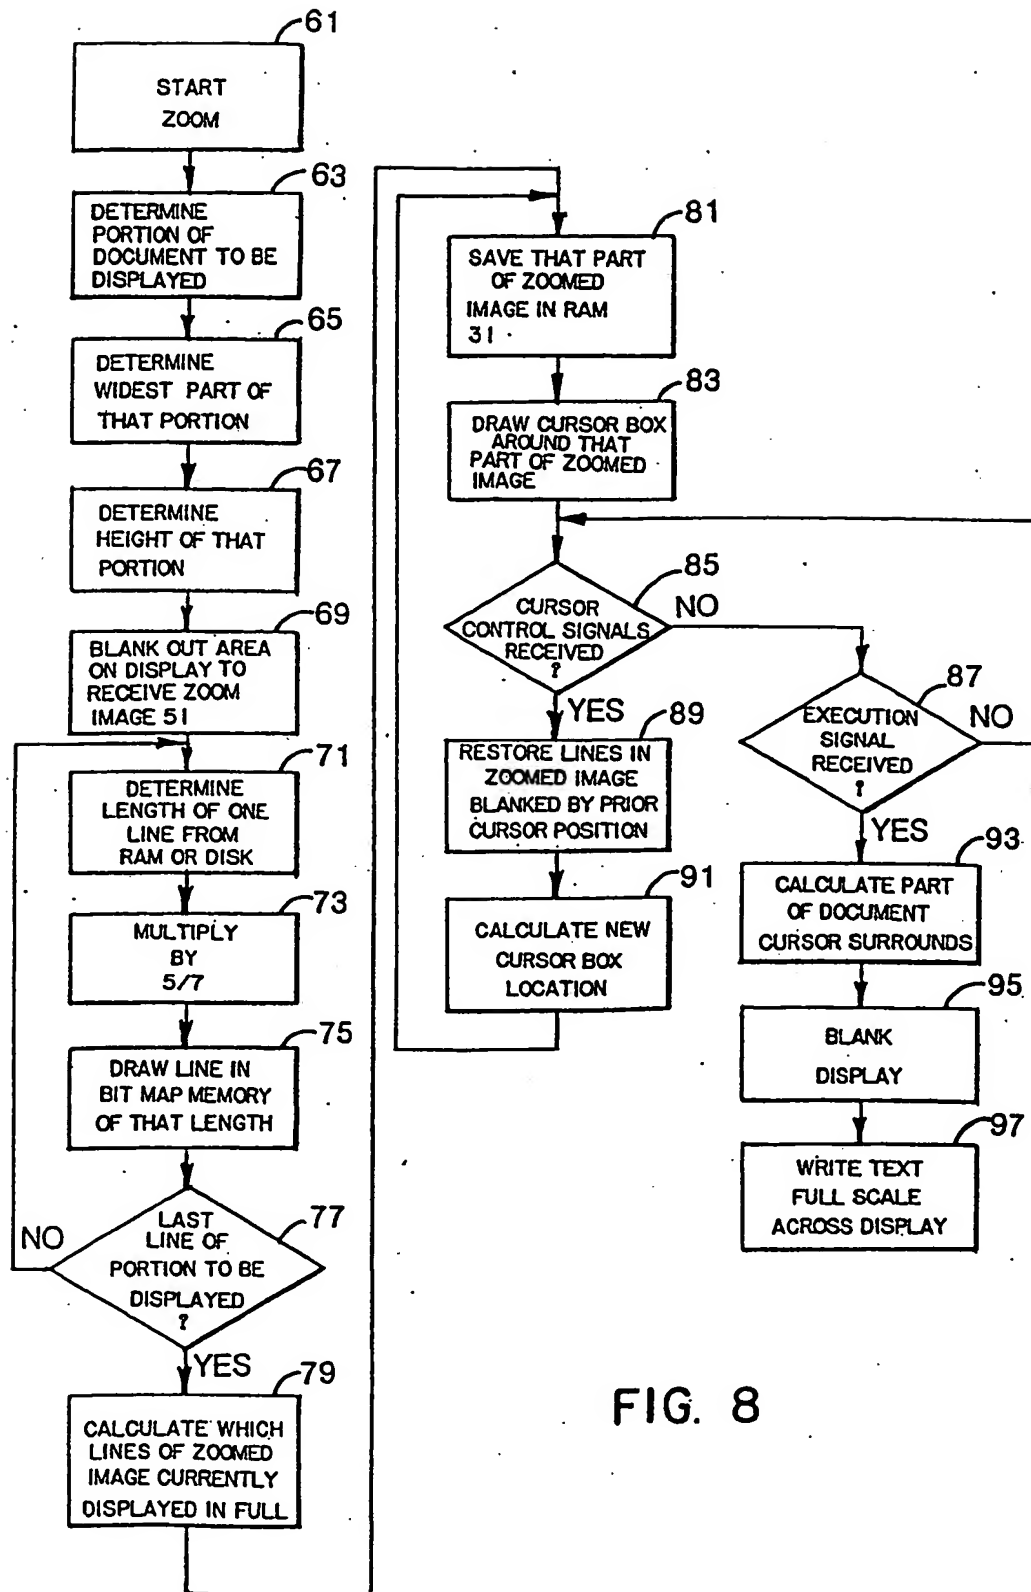 61
START
ZOOM
63
DETERMINE
PORTION OF
DOCUMENT TO BE
DISPLAYED
65
DETERMINE
WIDEST PART OF
THAT PORTION
67
DETERMINE
HEIGHT OF THAT
PORTION
69
BLANK OUT AREA
ON DISPLAY TO
RECEIVE ZOOM
IMAGE 51
71
DETERMINE
LENGTH OF ONE
LINE FROM
RAM OR DISK
73
MULTIPLY
BY
5/7
75
DRAW LINE IN
BIT MAP MEMORY
OF THAT LENGTH
77
LAST
LINE OF
PORTION TO BE
DISPLAYED
?
NO
YES
79
CALCULATE WHICH
LINES OF ZOOMED
IMAGE CURRENTLY
DISPLAYED IN FULL
81
SAVE THAT PART
OF ZOOMED
IMAGE IN RAM
31
83
DRAW CURSOR BOX
AROUND THAT
PART OF ZOOMED
IMAGE
85
CURSOR
CONTROL SIGNALS
RECEIVED
?
NO
YES
89
RESTORE LINES IN
ZOOMED IMAGE
BLANKED BY PRIOR
CURSOR POSITION
91
CALCULATE NEW
CURSOR BOX
LOCATION
87
EXECUTION
SIGNAL
RECEIVED
?
NO
YES
93
CALCULATE PART
OF DOCUMENT
CURSOR SURROUNDS
95
BLANK
DISPLAY
97
WRITE TEXT
FULL SCALE
ACROSS DISPLAY
FIG. 8